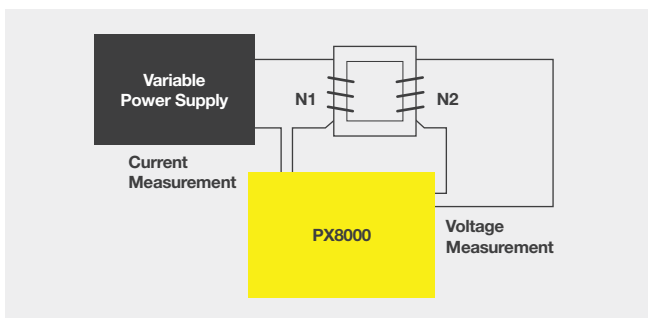 Variable
Power Supply
N1
N2
Current
Measurement
PX8000
Voltage
Measurement